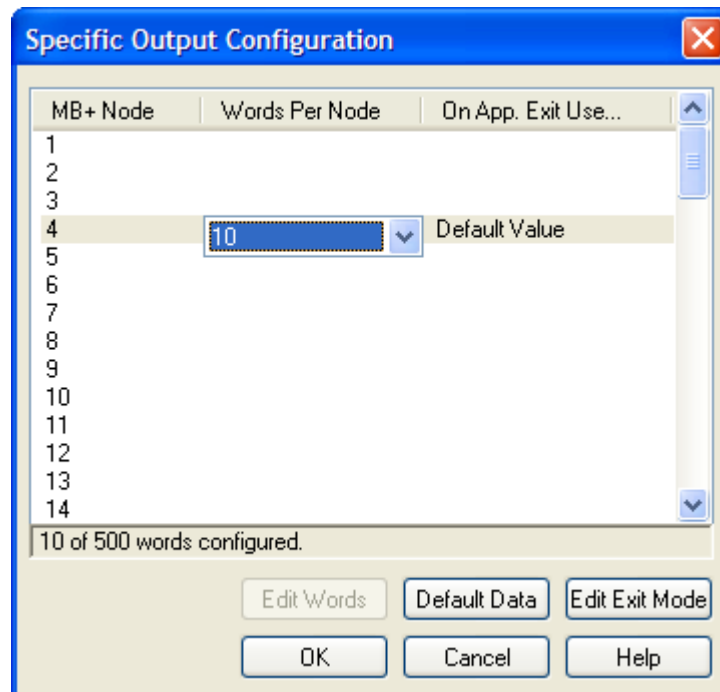 Specific Output Configuration
MB+ Node Words Per Node On App. Exit Use...
1
2
3
4 10 Default Value
5
6
7
8
9
10
11
12
13
14
10 of 500 words configured.
Edit Words Default Data Edit Exit Mode
OK Cancel Help